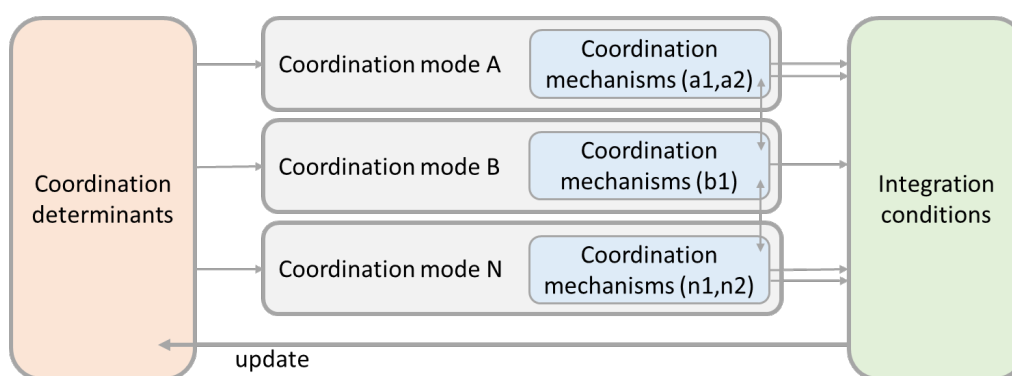 Coordination
determinants
Coordination mode A
Coordination
mechanisms (a1,a2)
Coordination mode B
Coordination
mechanisms (b1)
Coordination mode N
Coordination
mechanisms (n1,n2)
Integration
conditions
update